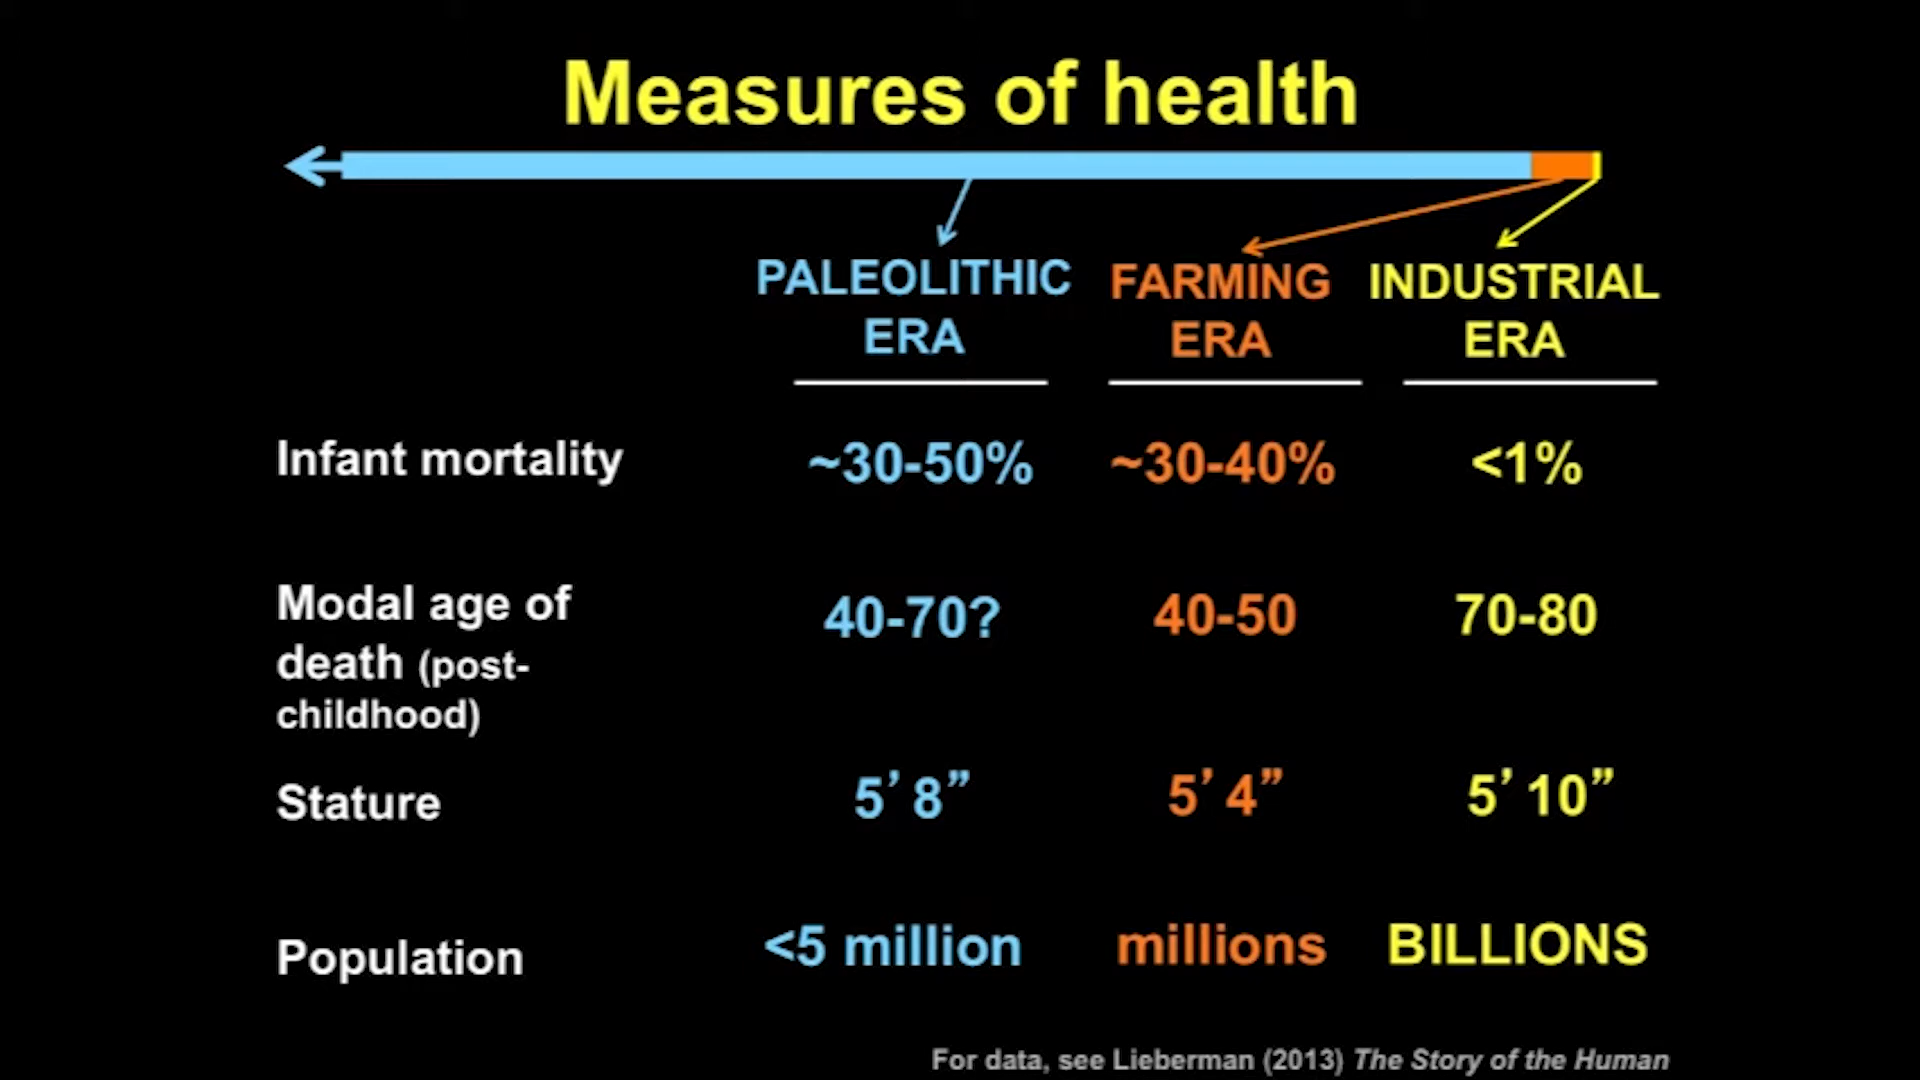 Measures of health
PALEOLITHIC FARMING INDUSTRIAL
ERA ERA ERA
Infant mortality ~30-50% ~30-40% <1%
Modal age of 40-70? 40-50 70-80
death (post-
childhood)
Stature 5’8” 5’4” 5’10”
Population <5 million millions BILLIONS
For data, see Lieberman (2013) The Story of the Human